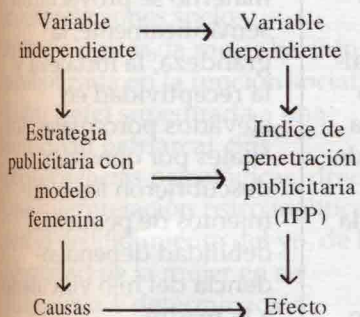 Variable independiente
Variable dependiente
Estrategia publicitaria con modelo femenina
Indice de penetración publicitaria (IPP)
Causas
Efecto